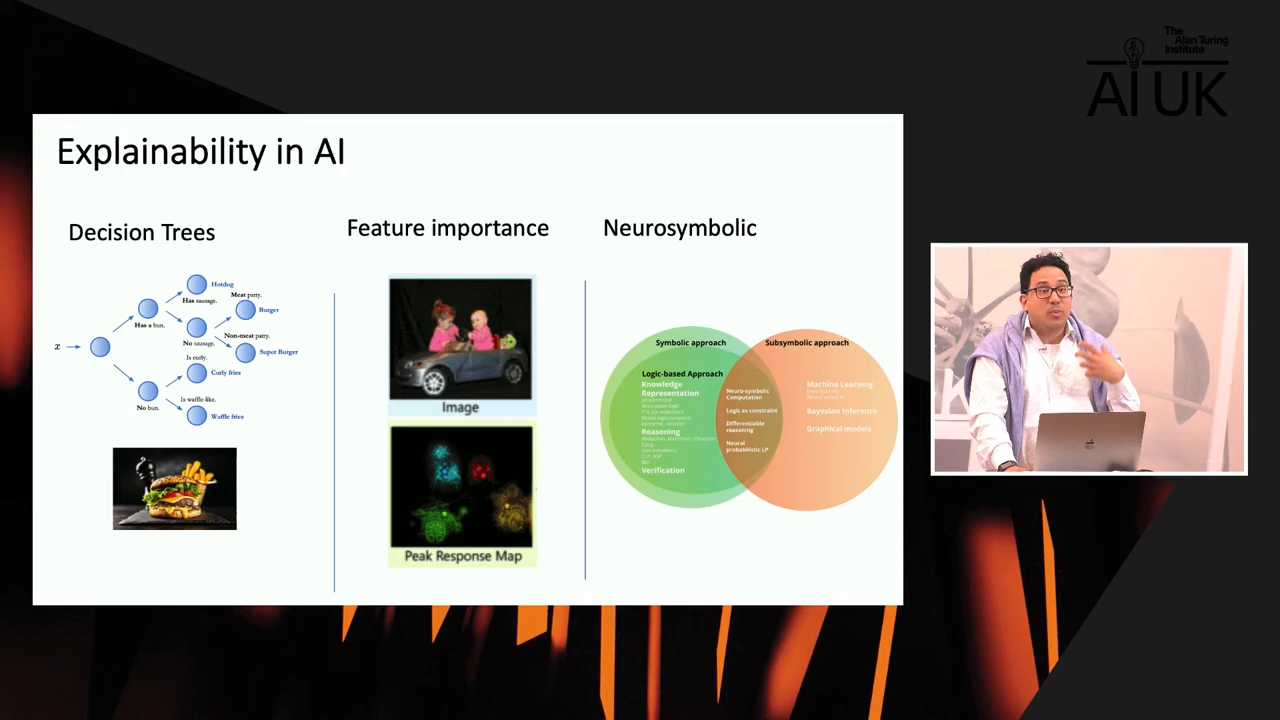 The
Alan Turing
Institute
AI UK
Explainability in AI
Decision Trees
x
Has a bun.
No bun.
Has sausage.
Hotdog
No sausage.
Meat patty.
Burger
Non-meat patty.
Super Burger
Is curly.
Curly fries
Is waffle-like.
Waffle fries
Feature importance
Image
Peak Response Map
Neurosymbolic
Symbolic approach
Logic-based Approach
Knowledge
Representation
Reasoning
Verification
Neuro-symbolic
Computation
Logic as constraint
Differentiable
reasoning
Neural
probabilistic LP
Subsymbolic approach
Machine Learning
Bayesian Inference
Graphical models